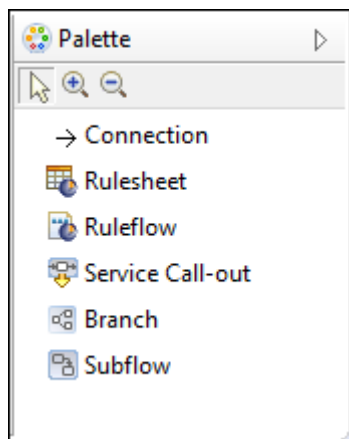 Palette
Connection
Rulesheet
Ruleflow
Service Call-out
Branch
Subflow